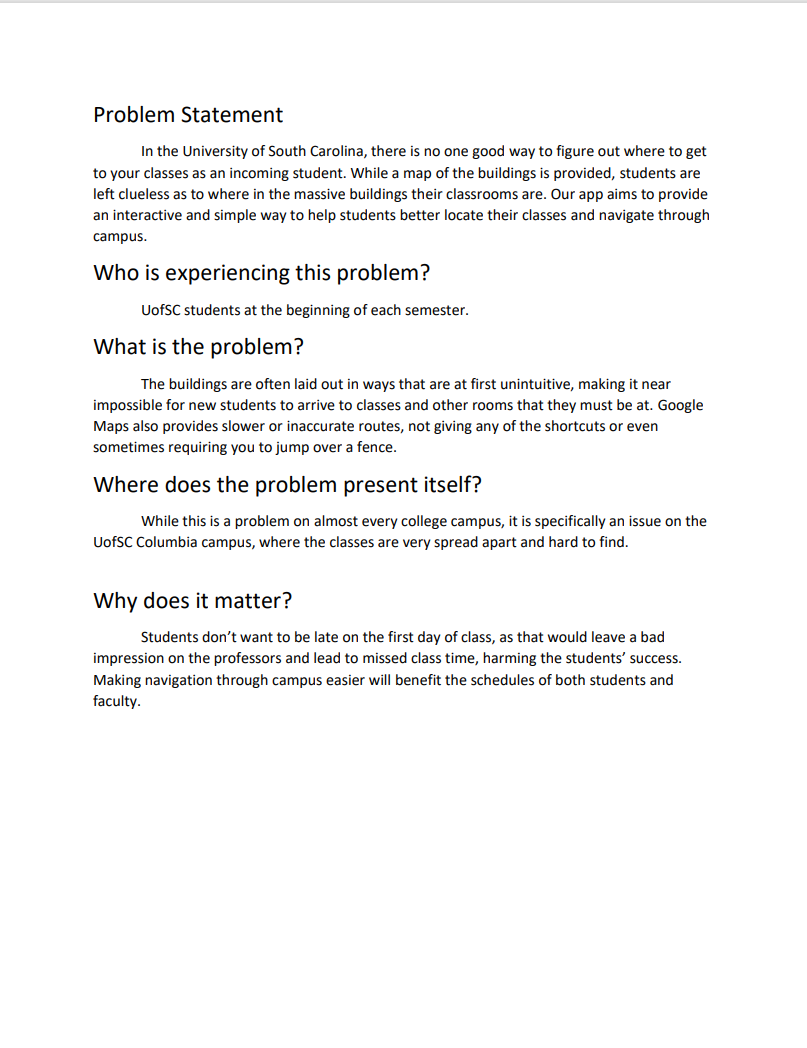 Problem Statement
In the University of South Carolina, there is no one good way to figure out where to get
to your classes as an incoming student. While a map of the buildings is provided, students are
left clueless as to where in the massive buildings their classrooms are. Our app aims to provide
an interactive and simple way to help students better locate their classes and navigate through
campus.
Who is experiencing this problem?
UofSC students at the beginning of each semester.
What is the problem?
The buildings are often laid out in ways that are at first unintuitive, making it near
impossible for new students to arrive to classes and other rooms that they must be at. Google
Maps also provides slower or inaccurate routes, not giving any of the shortcuts or even
sometimes requiring you to jump over a fence.
Where does the problem present itself?
While this is a problem on almost every college campus, it is specifically an issue on the
UofSC Columbia campus, where the classes are very spread apart and hard to find.
Why does it matter?
Students don’t want to be late on the first day of class, as that would leave a bad
impression on the professors and lead to missed class time, harming the students’ success.
Making navigation through campus easier will benefit the schedules of both students and
faculty.